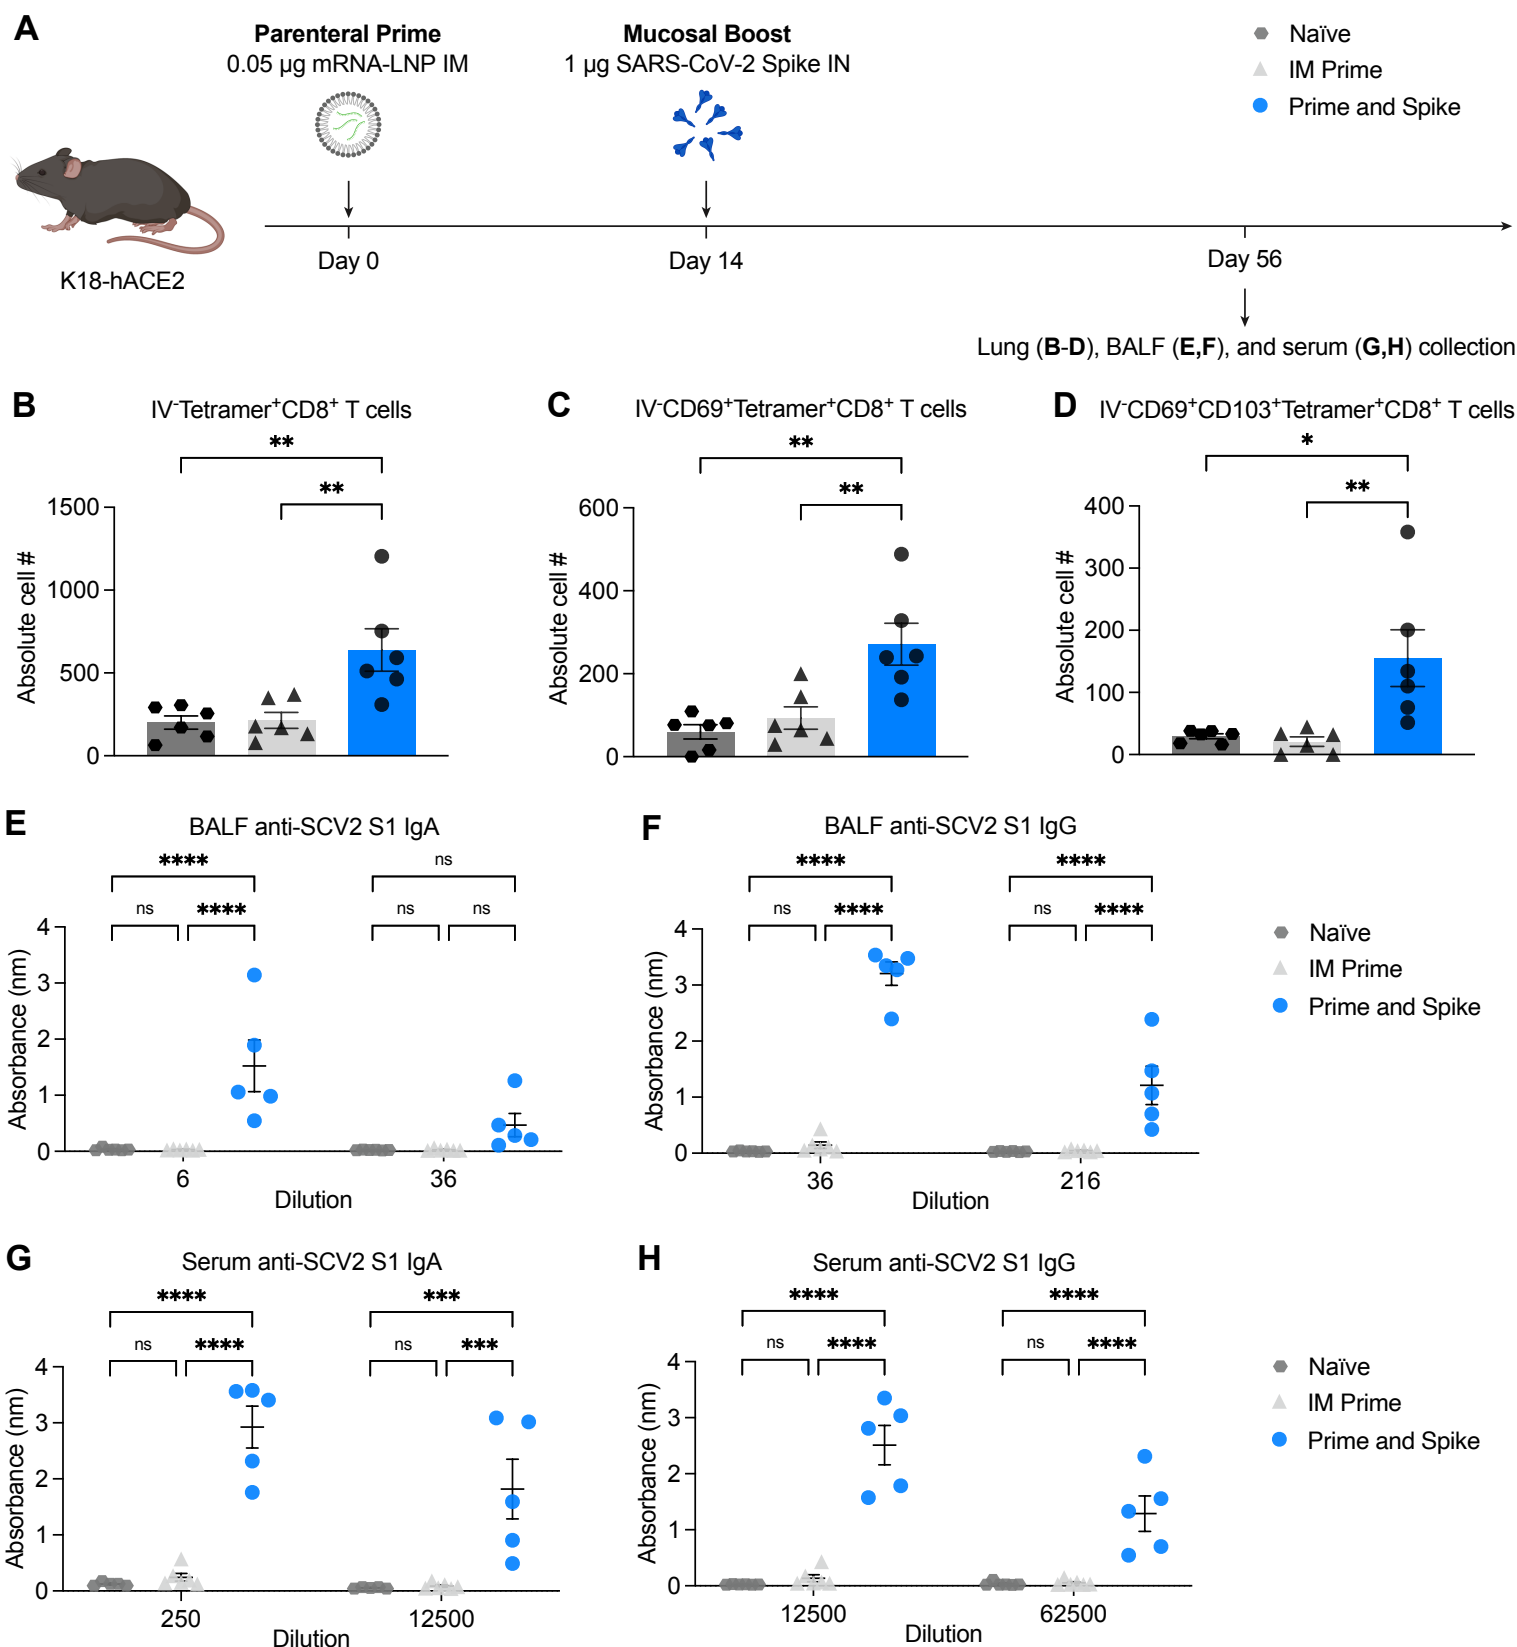 A
Parenteral Prime
0.05 µg mRNA-LNP IM
Mucosal Boost
1 µg SARS-CoV-2 Spike IN
Naïve
IM Prime
Prime and Spike
K18-hACE2
Day 0
Day 14
Day 56
Lung (B-D), BALF (E,F), and serum (G,H) collection
B
IV⁻Tetramer⁺CD8⁺ T cells
**
**
Absolute cell #
1500
1000
500
0
C
IV⁻CD69⁺Tetramer⁺CD8⁺ T cells
**
**
Absolute cell #
600
400
200
0
D
IV⁻CD69⁺CD103⁺Tetramer⁺CD8⁺ T cells
*
**
Absolute cell #
400
300
200
100
0
E
BALF anti-SCV2 S1 IgA
**** ns
ns **** ns ns
Absorbance (nm)
4
3
2
1
0
6 36
Dilution
F
BALF anti-SCV2 S1 IgG
**** ****
ns **** ns ****
Absorbance (nm)
4
3
2
1
0
36 216
Dilution
Naïve
IM Prime
Prime and Spike
G
Serum anti-SCV2 S1 IgA
**** ***
ns **** ns ***
Absorbance (nm)
4
3
2
1
0
250 12500
Dilution
H
Serum anti-SCV2 S1 IgG
**** ****
ns **** ns ****
Absorbance (nm)
4
3
2
1
0
12500 62500
Dilution
Naïve
IM Prime
Prime and Spike